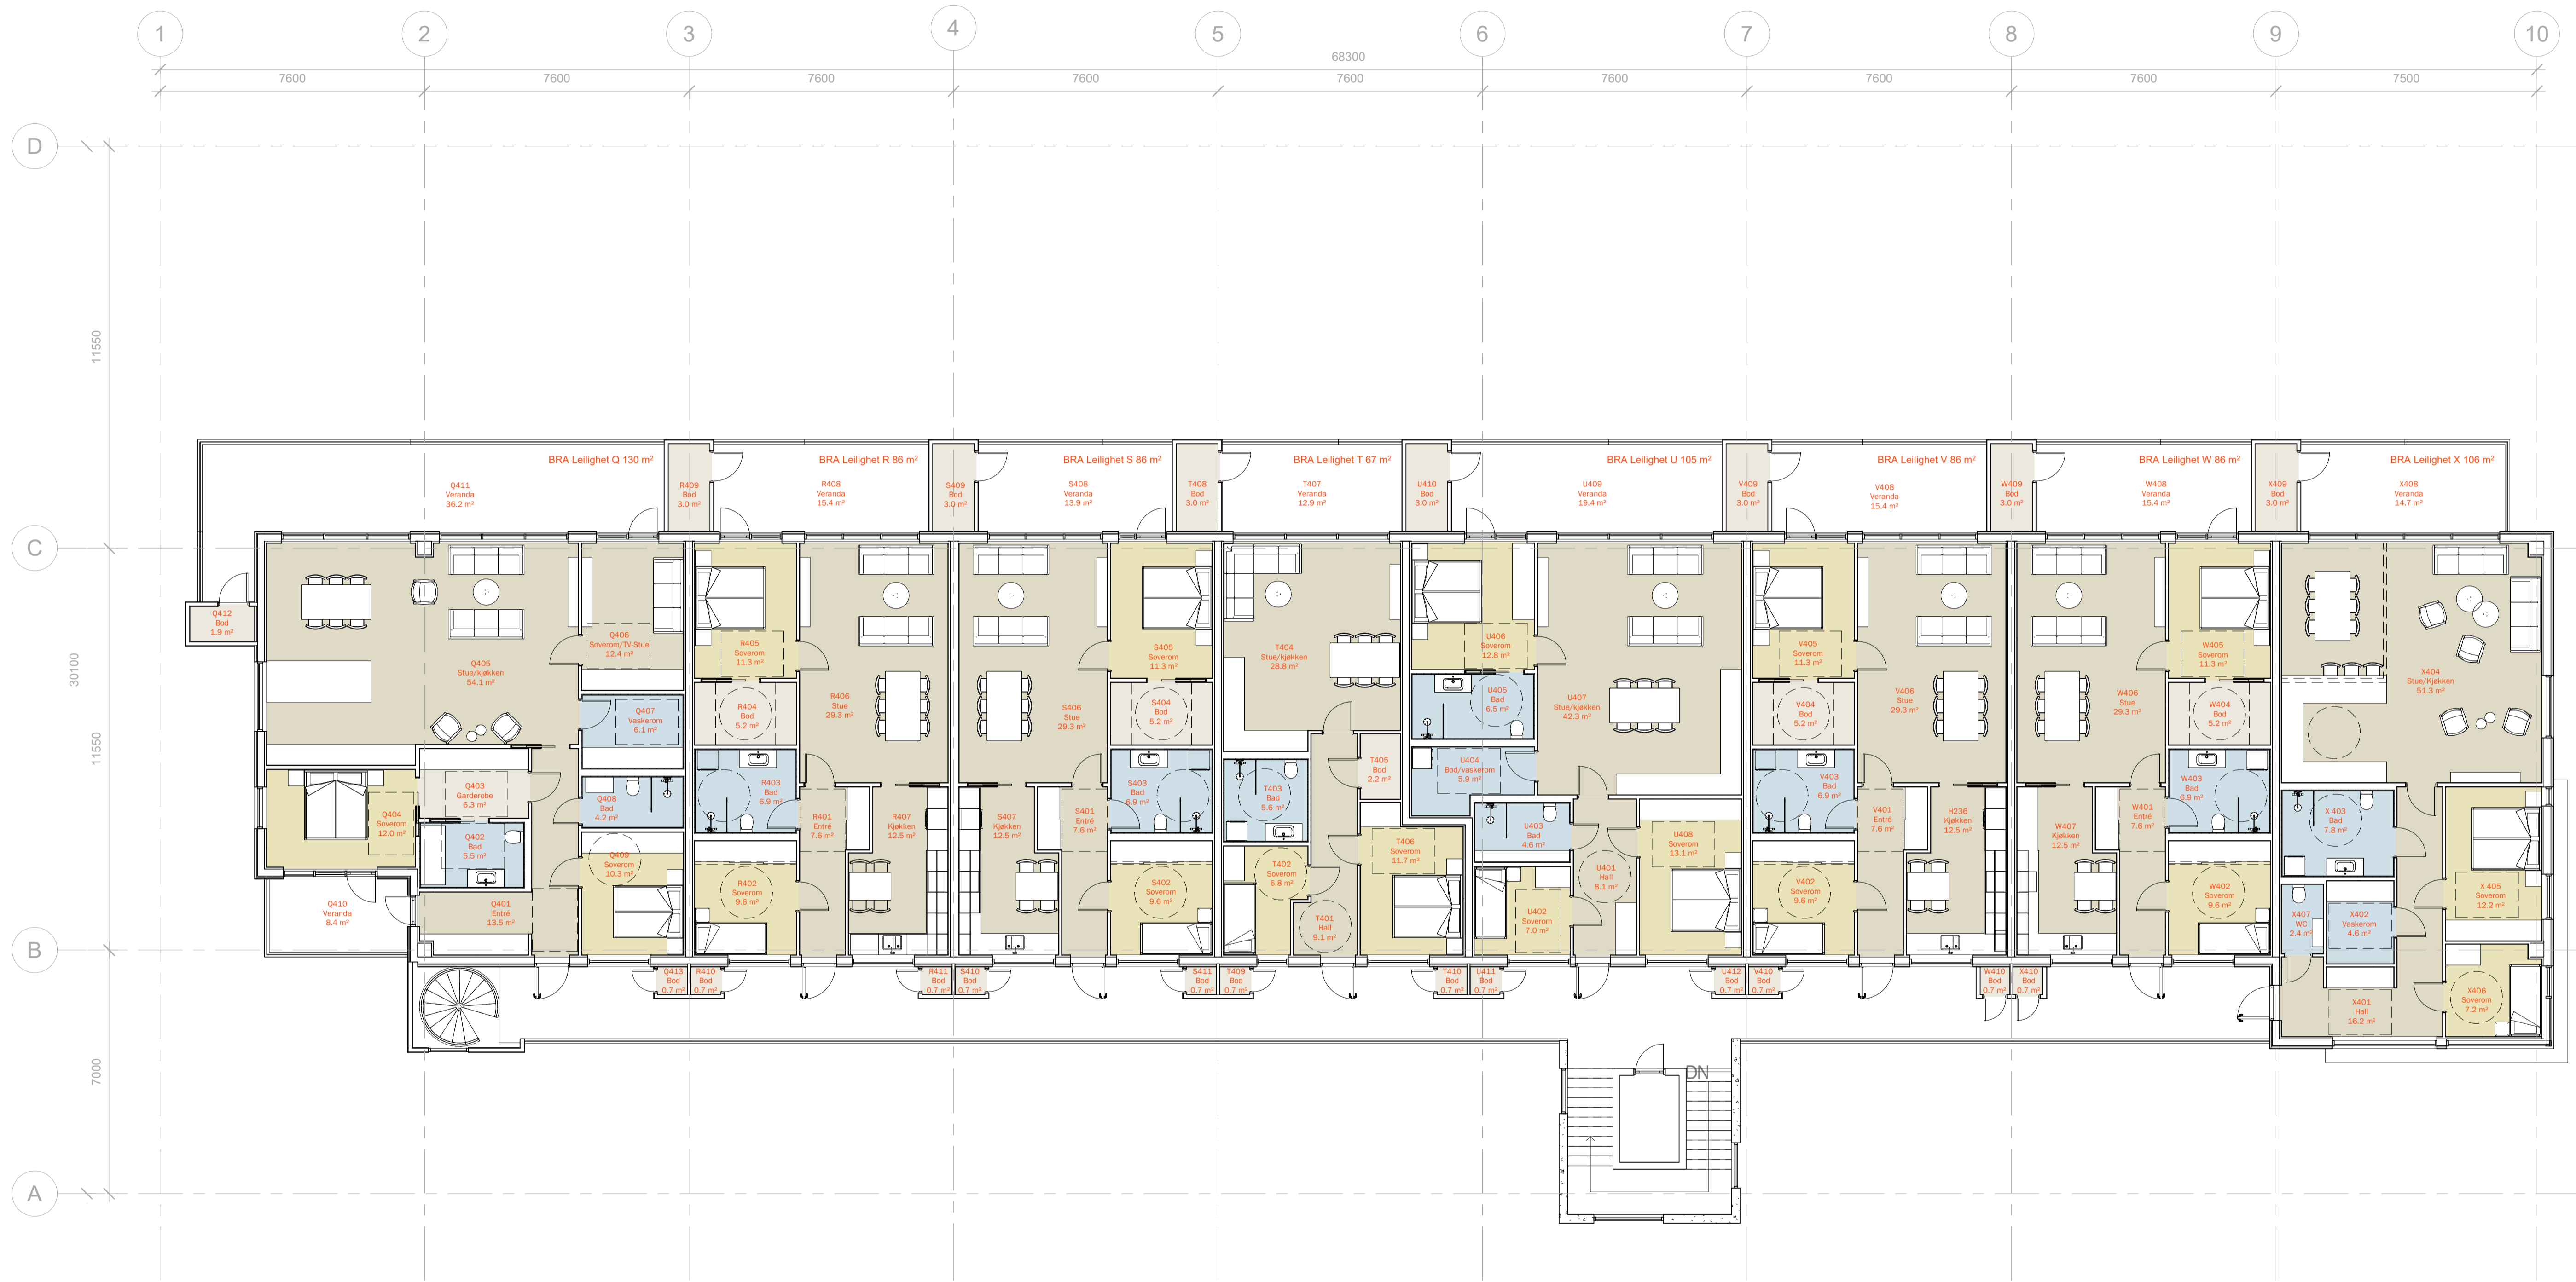 1
2
3
4
5
6
7
8
9
10
68300
7600
7600
7600
7600
7600
7600
7600
7600
7500
D
C
B
A
11550
30100
11550
7000
BRA Leilighet Q 130 m²
BRA Leilighet R 86 m²
BRA Leilighet S 86 m²
BRA Leilighet T 67 m²
BRA Leilighet U 105 m²
BRA Leilighet V 86 m²
BRA Leilighet W 86 m²
BRA Leilighet X 106 m²
Q411
Veranda
36.2 m²
R409
Bod
3.0 m²
R408
Veranda
15.4 m²
S409
Bod
3.0 m²
S408
Veranda
13.9 m²
T408
Bod
3.0 m²
T407
Veranda
12.9 m²
U410
Bod
3.0 m²
U409
Veranda
19.4 m²
V409
Bod
3.0 m²
V408
Veranda
15.4 m²
W409
Bod
3.0 m²
W408
Veranda
15.4 m²
X409
Bod
3.0 m²
X408
Veranda
14.7 m²
Q412
Bod
1.9 m²
Q405
Stue/kjøkken
54.1 m²
Q406
Soverom/TV-Stue
12.4 m²
Q407
Vaskerom
6.1 m²
Q408
Bad
4.2 m²
Q403
Garderobe
6.3 m²
Q404
Soverom
12.0 m²
Q402
Bad
5.5 m²
Q409
Soverom
10.3 m²
Q401
Entré
13.5 m²
Q410
Veranda
8.4 m²
R405
Soverom
11.3 m²
R404
Bod
5.2 m²
R406
Stue
29.3 m²
R403
Bad
6.9 m²
R401
Entré
7.6 m²
R407
Kjøkken
12.5 m²
R402
Soverom
9.6 m²
S405
Soverom
11.3 m²
S404
Bod
5.2 m²
S406
Stue
29.3 m²
S403
Bad
6.9 m²
S401
Entré
7.6 m²
S407
Kjøkken
12.5 m²
S402
Soverom
9.6 m²
T404
Stue/kjøkken
28.8 m²
T405
Bod
2.2 m²
T403
Bad
5.6 m²
T406
Soverom
11.7 m²
T402
Soverom
6.8 m²
T401
Hall
9.1 m²
U406
Soverom
12.8 m²
U405
Bad
6.5 m²
U407
Stue/kjøkken
42.3 m²
U404
Bod/vaskerom
5.9 m²
U403
Bad
4.6 m²
U408
Soverom
13.1 m²
U401
Hall
8.1 m²
U402
Soverom
7.0 m²
V405
Soverom
11.3 m²
V404
Bod
5.2 m²
V406
Stue
29.3 m²
V403
Bad
6.9 m²
V401
Entré
7.6 m²
H236
Kjøkken
12.5 m²
V402
Soverom
9.6 m²
W405
Soverom
11.3 m²
W404
Bod
5.2 m²
W406
Stue
29.3 m²
W403
Bad
6.9 m²
W401
Entré
7.6 m²
W407
Kjøkken
12.5 m²
W402
Soverom
9.6 m²
X404
Stue/Kjøkken
51.3 m²
X 403
Bad
7.8 m²
X 405
Soverom
12.2 m²
X407
WC
2.4 m²
X402
Vaskerom
4.6 m²
X406
Soverom
7.2 m²
X401
Hall
16.2 m²
Q413
Bod
0.7 m²
R410
Bod
0.7 m²
R411
Bod
0.7 m²
S410
Bod
0.7 m²
S411
Bod
0.7 m²
T409
Bod
0.7 m²
T410
Bod
0.7 m²
U411
Bod
0.7 m²
U412
Bod
0.7 m²
V410
Bod
0.7 m²
W410
Bod
0.7 m²
X410
Bod
0.7 m²
DN